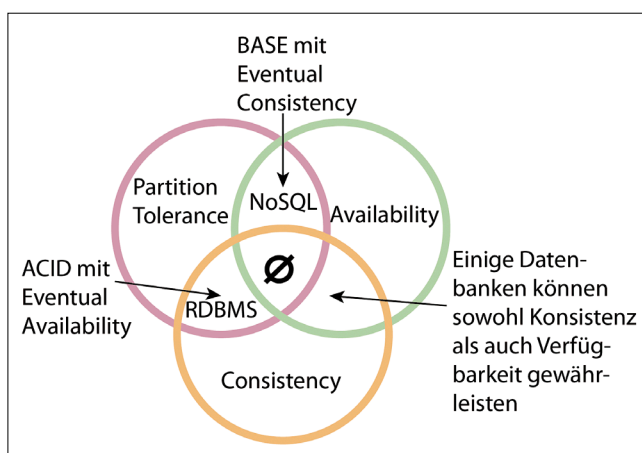 BASE mit
Eventual
Consistency
Partition
Tolerance
NoSQL
Availability
ACID mit
Eventual
Availability
RDBMS
Einige Daten-
banken können
sowohl Konsistenz
als auch Verfüg-
barkeit gewähr-
leisten
Ø
Consistency